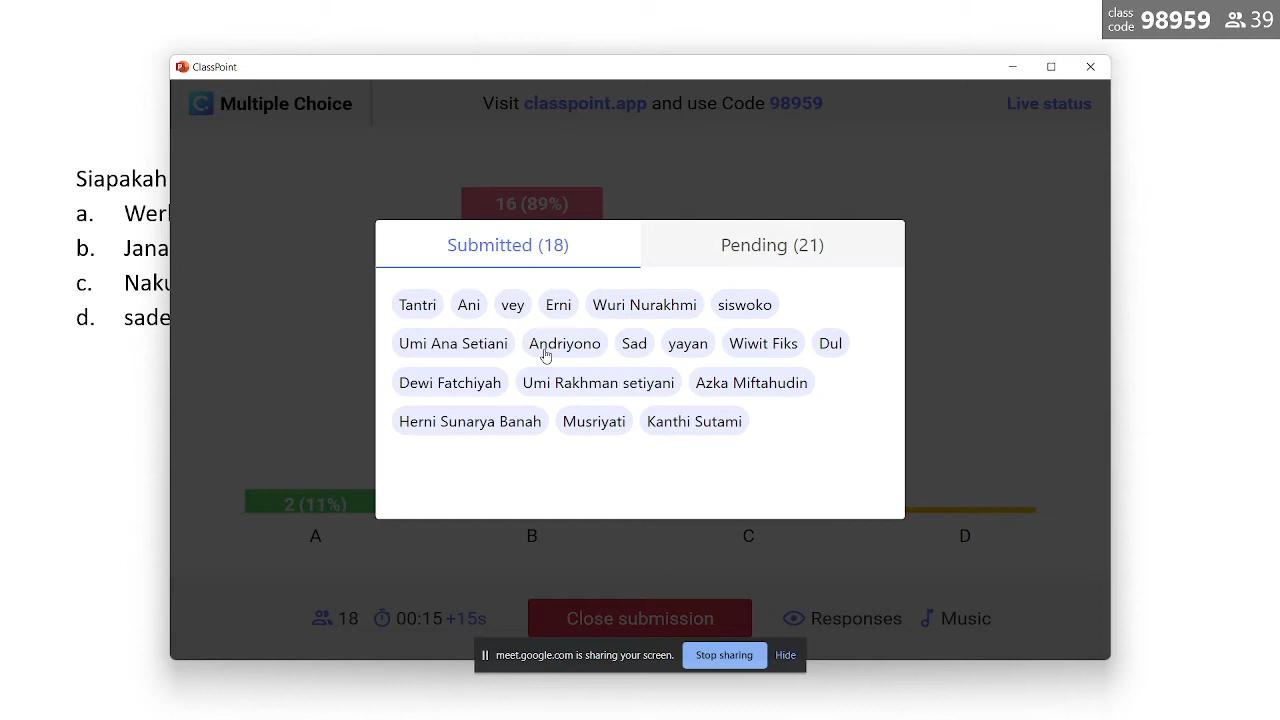 class code 98959 39
ClassPoint
Multiple Choice
Visit classpoint.app and use Code 98959
Live status
Siapakah
a.
b. Jana
c.
d. sade
16 (89%)
Submitted (18)
Pending (21)
Tantri Ani vey Erni Wuri Nurakhmi siswoko
Umi Ana Setiani Andriyono Sad yayan Wiwit Fiks Dul
Dewi Fatchiyah Umi Rakhman setiyani Azka Miftahudin
Herni Sunarya Banah Musriyati Kanthi Sutami
2 (11%)
A B C D
18 00:15 +15s Close submission Responses Music
meet.google.com is sharing your screen. Stop sharing Hide